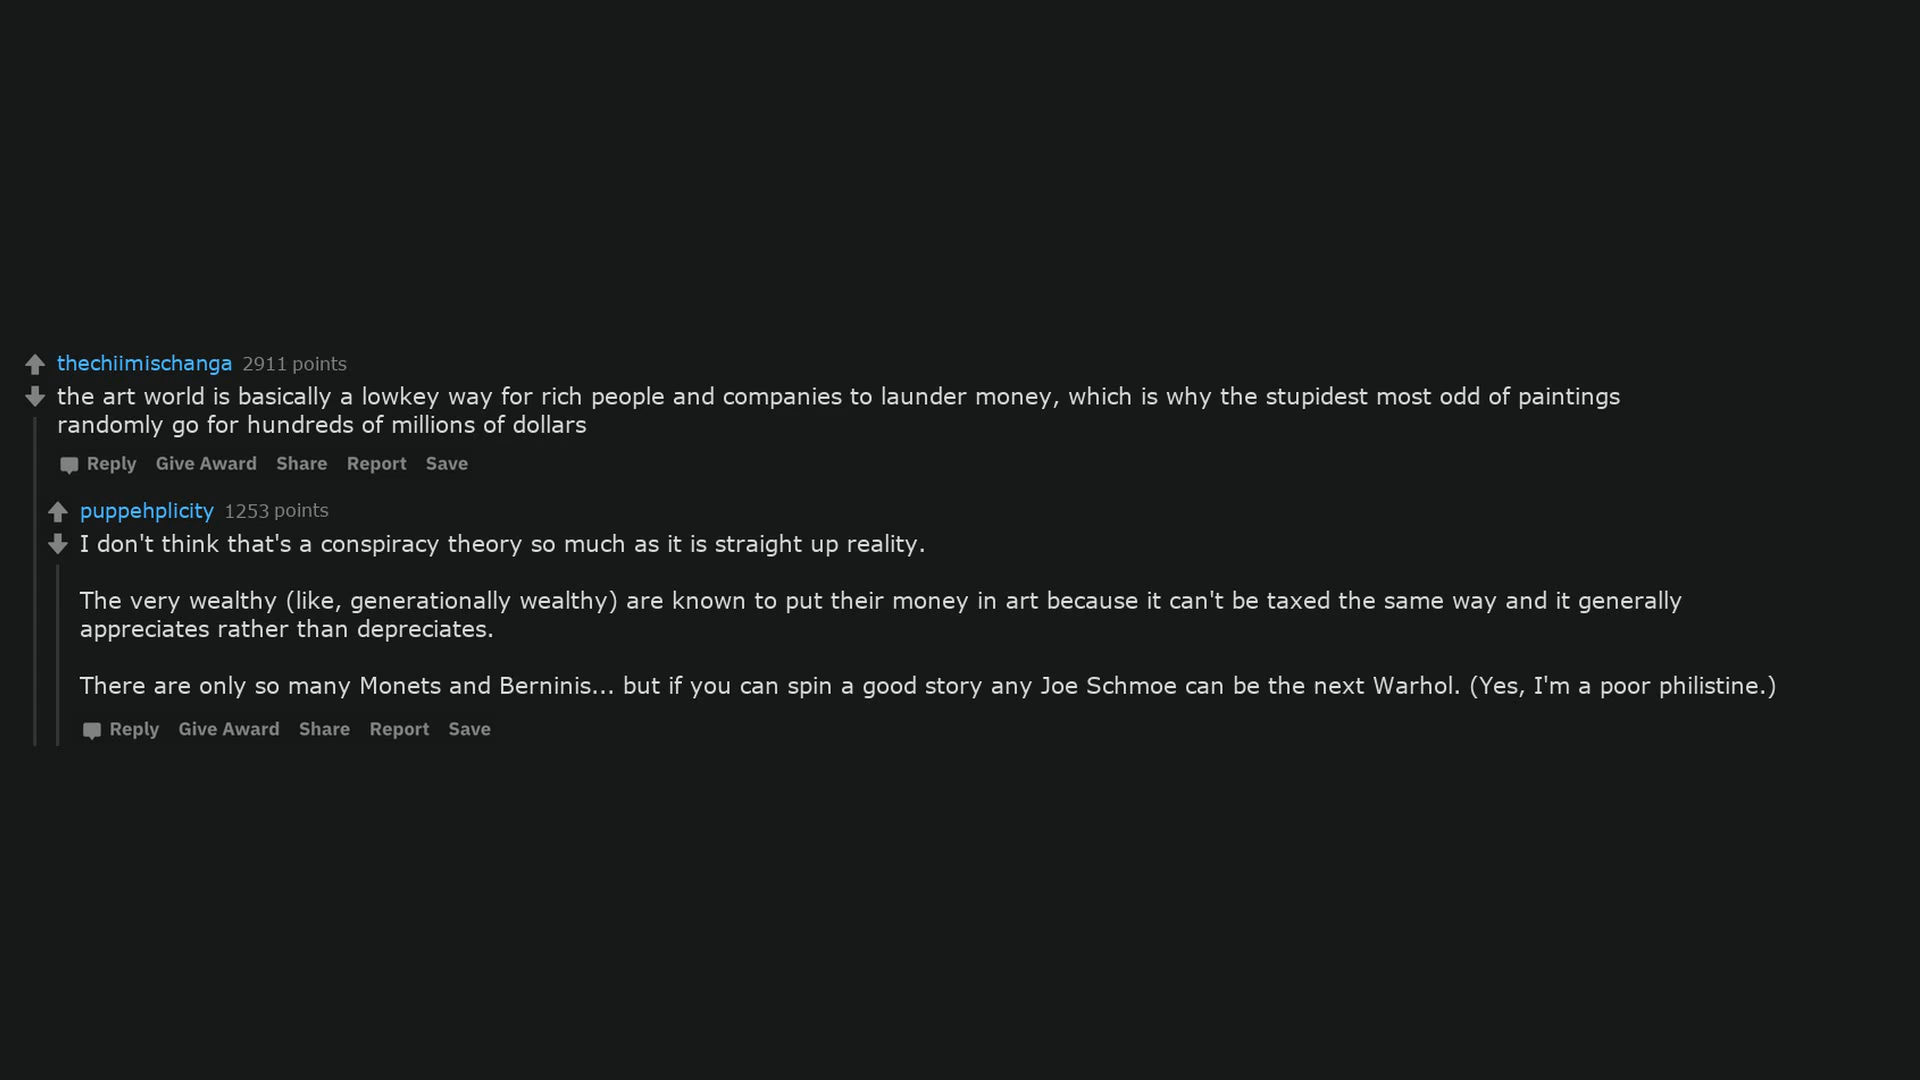 thechiimischanga 2911 points
the art world is basically a lowkey way for rich people and companies to launder money, which is why the stupidest most odd of paintings
randomly go for hundreds of millions of dollars
Reply Give Award Share Report Save
puppehplicity 1253 points
I don't think that's a conspiracy theory so much as it is straight up reality.
The very wealthy (like, generationally wealthy) are known to put their money in art because it can't be taxed the same way and it generally
appreciates rather than depreciates.
There are only so many Monets and Berninis... but if you can spin a good story any Joe Schmoe can be the next Warhol. (Yes, I'm a poor philistine.)
Reply Give Award Share Report Save